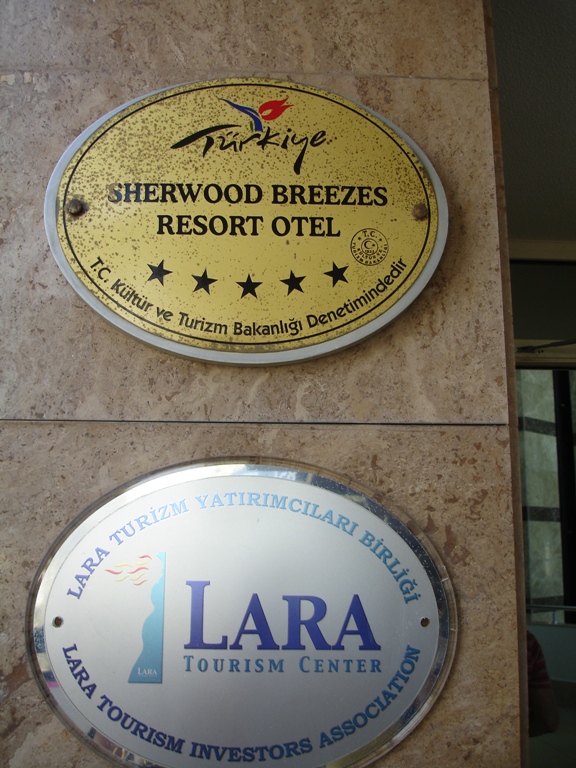 Türkiye
SHERWOOD BREEZES
RESORT OTEL
T.C.
T.C. Kültür ve Turizm Bakanlığı Denetimindedir
LARA TURİZM YATIRIMCILARI BİRLİĞİ
LARA
TOURISM CENTER
LARA
LARA TOURISM INVESTORS ASSOCIATION